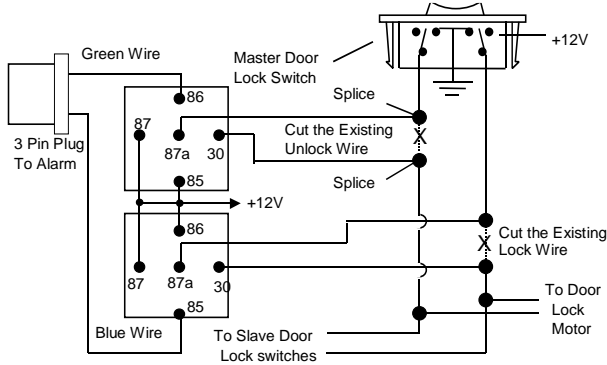 Green Wire
3 Pin Plug
To Alarm
86
87
87a
30
85
+12V
86
87
87a
30
85
Blue Wire
Master Door
Lock Switch
+12V
Splice
Cut the Existing
Unlock Wire
X
Splice
Cut the Existing
Lock Wire
X
To Door
Lock
Motor
To Slave Door
Lock switches